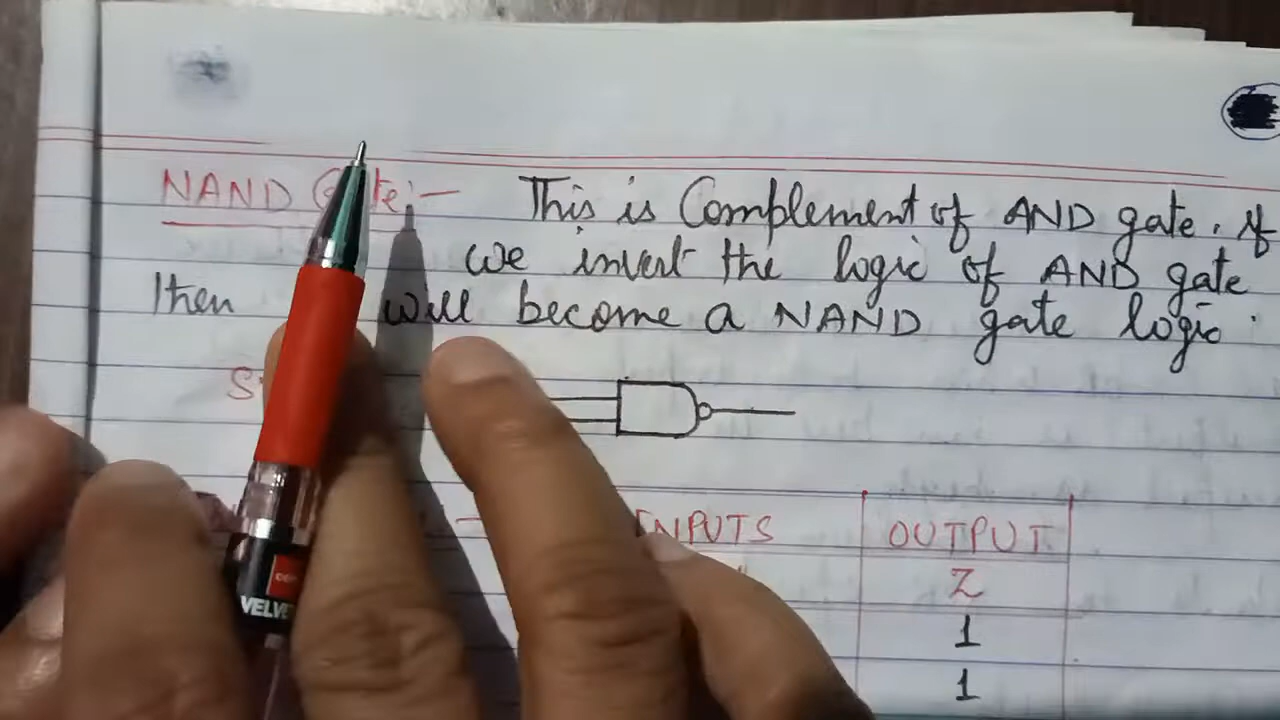 NAND Gate :- This is Complement of AND gate. If
we invert the logic of AND gate
then will become a NAND gate logic.
INPUTS OUTPUT
Z
1
1